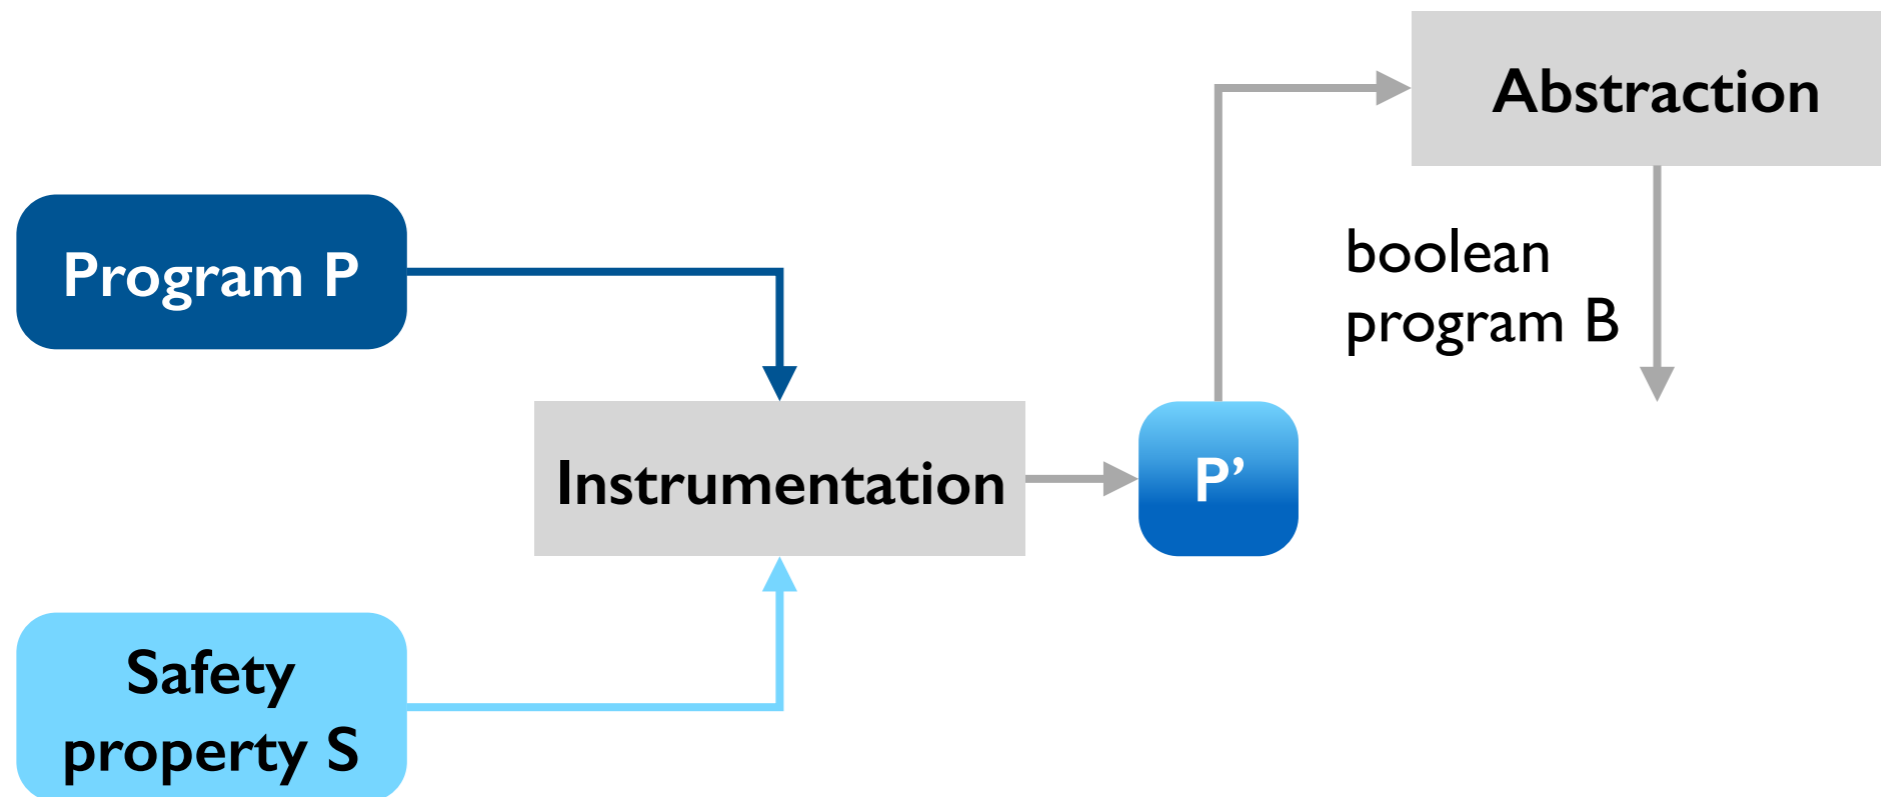 Abstraction
boolean
program B
Program P
Instrumentation
P’
Safety
property S